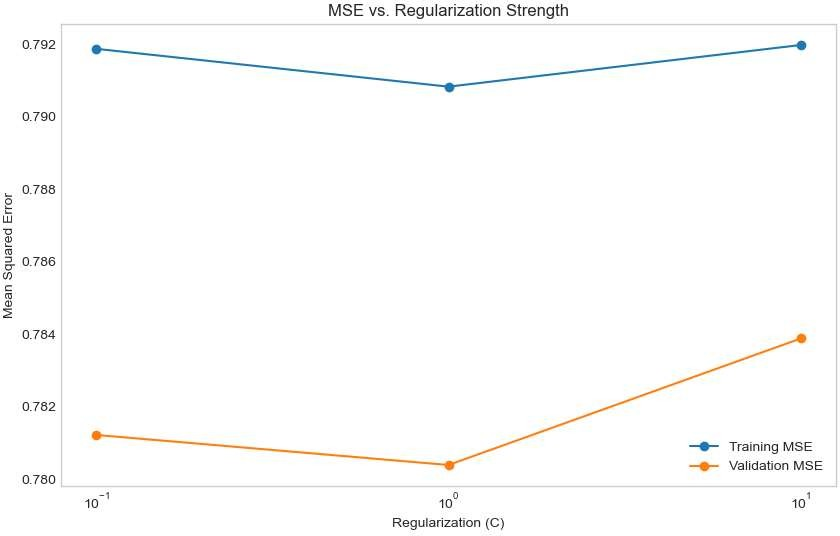 MSE vs. Regularization Strength
Mean Squared Error
0.792
0.790
0.788
0.786
0.784
0.782
0.780
Training MSE
Validation MSE
10⁻¹ 10⁰ 10¹
Regularization (C)